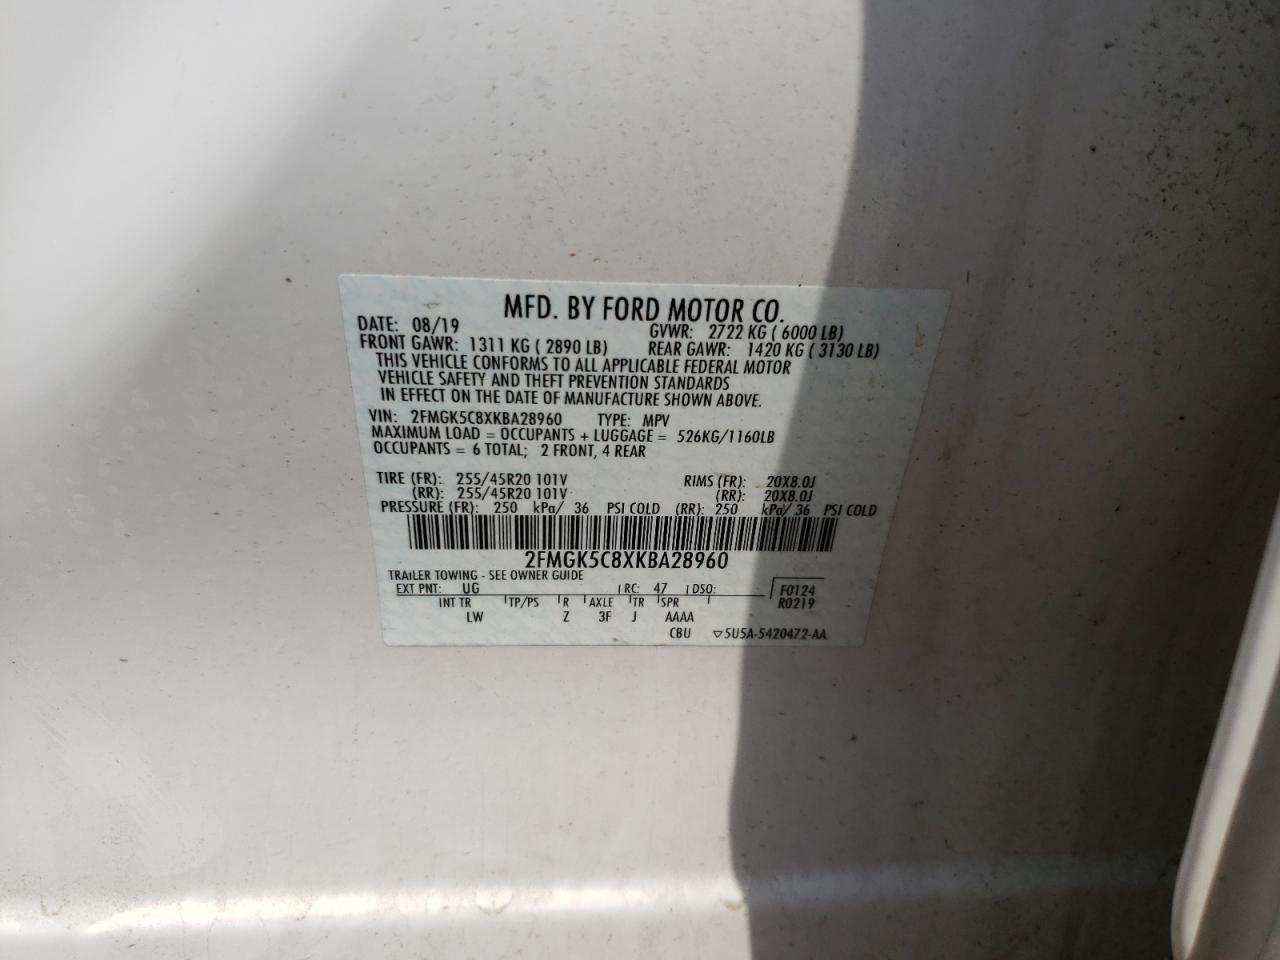 MFD. BY FORD MOTOR CO.
DATE: 08/19 GVWR: 2722 KG ( 6000 LB)
FRONT GAWR: 1311 KG ( 2890 LB) REAR GAWR: 1420 KG ( 3130 LB)
THIS VEHICLE CONFORMS TO ALL APPLICABLE FEDERAL MOTOR
VEHICLE SAFETY AND THEFT PREVENTION STANDARDS
IN EFFECT ON THE DATE OF MANUFACTURE SHOWN ABOVE.
VIN: 2FMGK5C8XKBA28960 TYPE: MPV
MAXIMUM LOAD = OCCUPANTS + LUGGAGE = 526KG/1160LB
OCCUPANTS = 6 TOTAL; 2 FRONT, 4 REAR
TIRE (FR): 255/45R20 101V RIMS (FR): 20X8.0J
(RR): 255/45R20 101V (RR): 20X8.0J
PRESSURE (FR): 250 kPa/ 36 PSI COLD (RR): 250 kPa/ 36 PSI COLD
2FMGK5C8XKBA28960
TRAILER TOWING - SEE OWNER GUIDE
EXT PNT: UG RC: 47 DSO: F0124
INT TR TP/PS R AXLE TR SPR R0219
LW Z 3F J AAAA
CBU ▽5U5A-5420472-AA